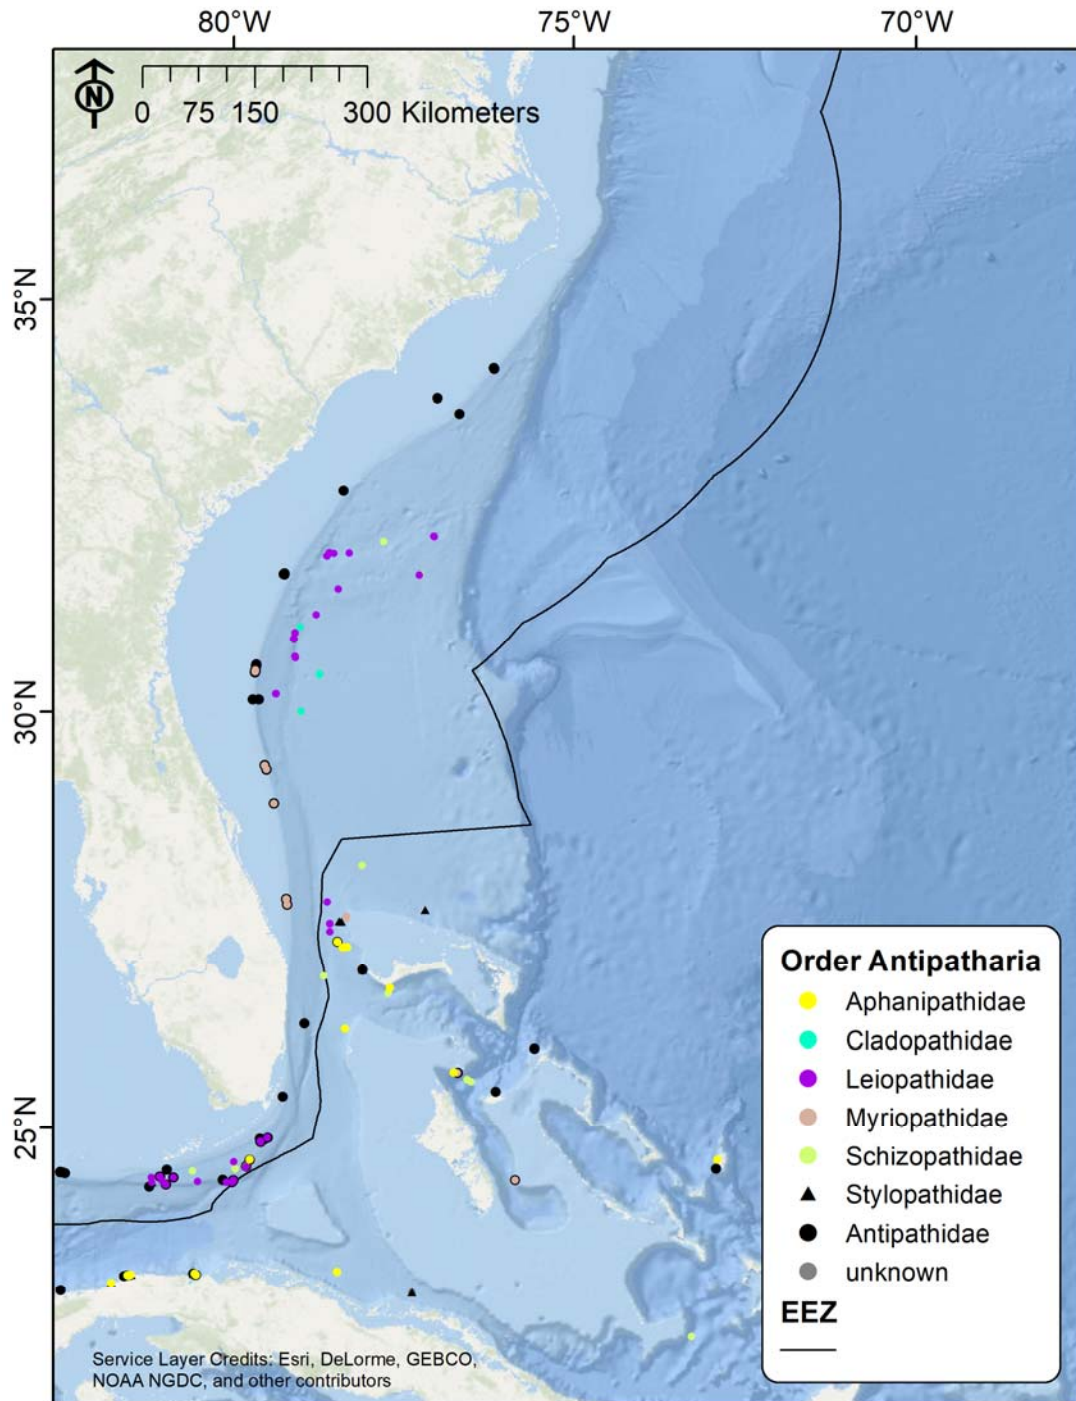 80°W 75°W 70°W
N
0 75 150 300 Kilometers
35°N
30°N
25°N
Order Antipatharia
Aphanipathidae
Cladopathidae
Leiopathidae
Myriopathidae
Schizopathidae
Stylopathidae
Antipathidae
unknown
EEZ
Service Layer Credits: Esri, DeLorme, GEBCO,
NOAA NGDC, and other contributors